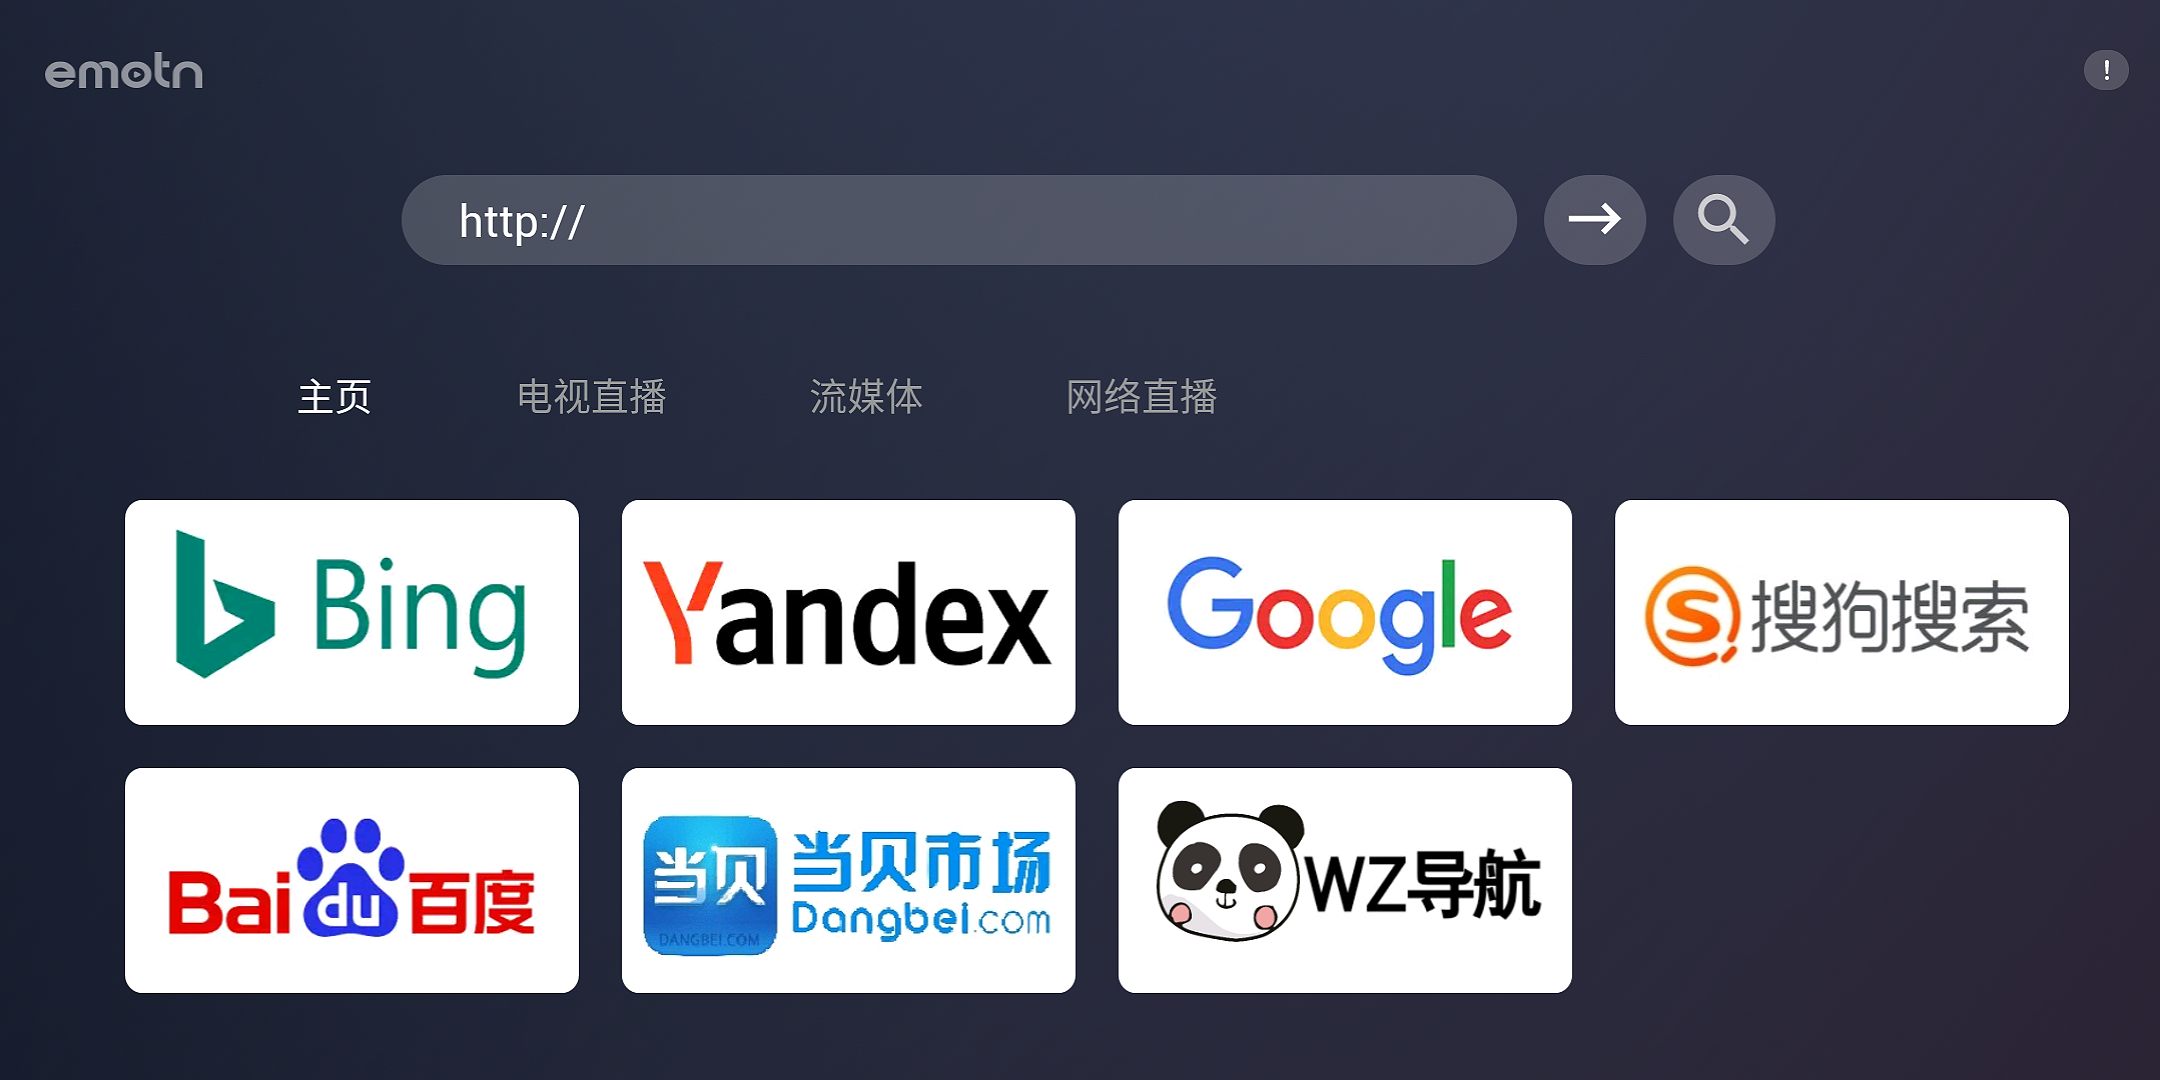 emotn
!
http://
主页 电视直播 流媒体 网络直播
Bing
Yandex
Google
S 搜狗搜索
Bai du 百度
当贝 DANGBEI.COM
当贝市场
Dangbei.com
WZ导航